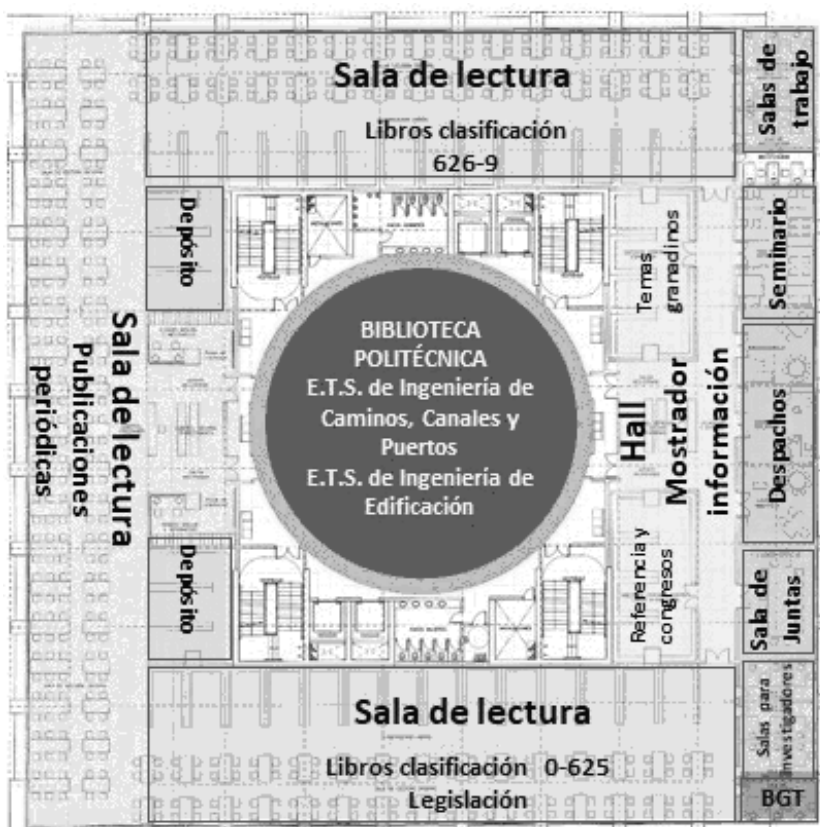 Sala de lectura
Libros clasificación
626-9
Salas de
trabajo
Depósito
Temas
granadinos
Seminario
Sala de lectura
Publicaciones
periódicas
BIBLIOTECA
POLITÉCNICA
E.T.S. de Ingeniería de
Caminos, Canales y
Puertos
E.T.S. de Ingeniería de
Edificación
Hall
Mostrador
información
Despachos
Depósito
Referencia y
congresos
Sala de
Juntas
Sala de lectura
Libros clasificación 0-625
Legislación
Salas para
investigadores
BGT